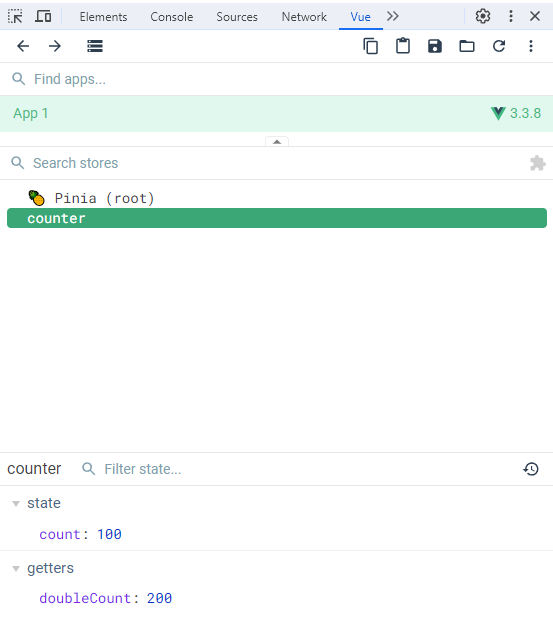 Elements Console Sources Network Vue
Find apps...
App 1 3.3.8
Search stores
Pinia (root)
counter
counter Filter state...
state
count: 100
getters
doubleCount: 200